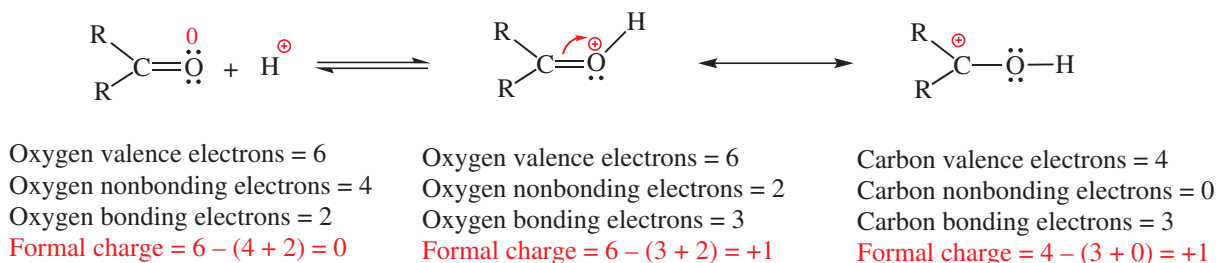 R R C=O 0 + H ⊕ ⇌ R R C=O ⊕ H ⟷ R R C ⊕ –O–H
Oxygen valence electrons = 6
Oxygen nonbonding electrons = 4
Oxygen bonding electrons = 2
Formal charge = 6 – (4 + 2) = 0
Oxygen valence electrons = 6
Oxygen nonbonding electrons = 2
Oxygen bonding electrons = 3
Formal charge = 6 – (3 + 2) = +1
Carbon valence electrons = 4
Carbon nonbonding electrons = 0
Carbon bonding electrons = 3
Formal charge = 4 – (3 + 0) = +1